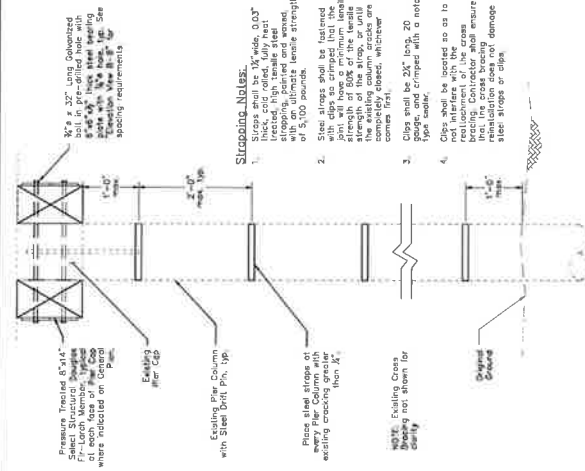 ¾"ø x 32" Long Galvanized
bolt in pre-drilled hole with
6"x6"x½" thick steel bearing
plate with ⅞"ø hole, typ. See
"Elevation View B-B" for
spacing requirements
Pressure Treated 8"x14"
Select Structural Douglas
Fir-Larch Member, typical
at each face of Pier Cap
where indicated on General
Plan.
1'-0"
max.
2'-0"
max. typ.
1'-0"
max.
Existing
Pier Cap
Existing Pier Column
with Steel Drift Pin, typ.
Place steel straps at
every Pier Column with
existing cracking greater
than ¼".
NOTE: Existing Cross
Bracing not shown for
clarity
Original
Ground
Strapping Notes:
1. Straps shall be 1¼" wide, 0.03"
thick, cold rolled, fully heat
treated, high tensile steel
strapping, painted and waxed,
with an ultimate tensile strength
of 5,100 pounds.
2. Steel straps shall be fastened
with clips so crimped that the
joint will have a minimum tensile
strength of 80% of the tensile
strength of the strap, or until
the existing column cracks are
completely closed, whichever
comes first.
3. Clips shall be 2¼" long, 20
gauge, and crimped with a notch
type sealer.
4. Clips shall be located so as to
not interfere with the
reattachment of the cross
bracing. Contractor shall ensure
that the cross bracing
reinstallation does not damage
steel straps or clips.